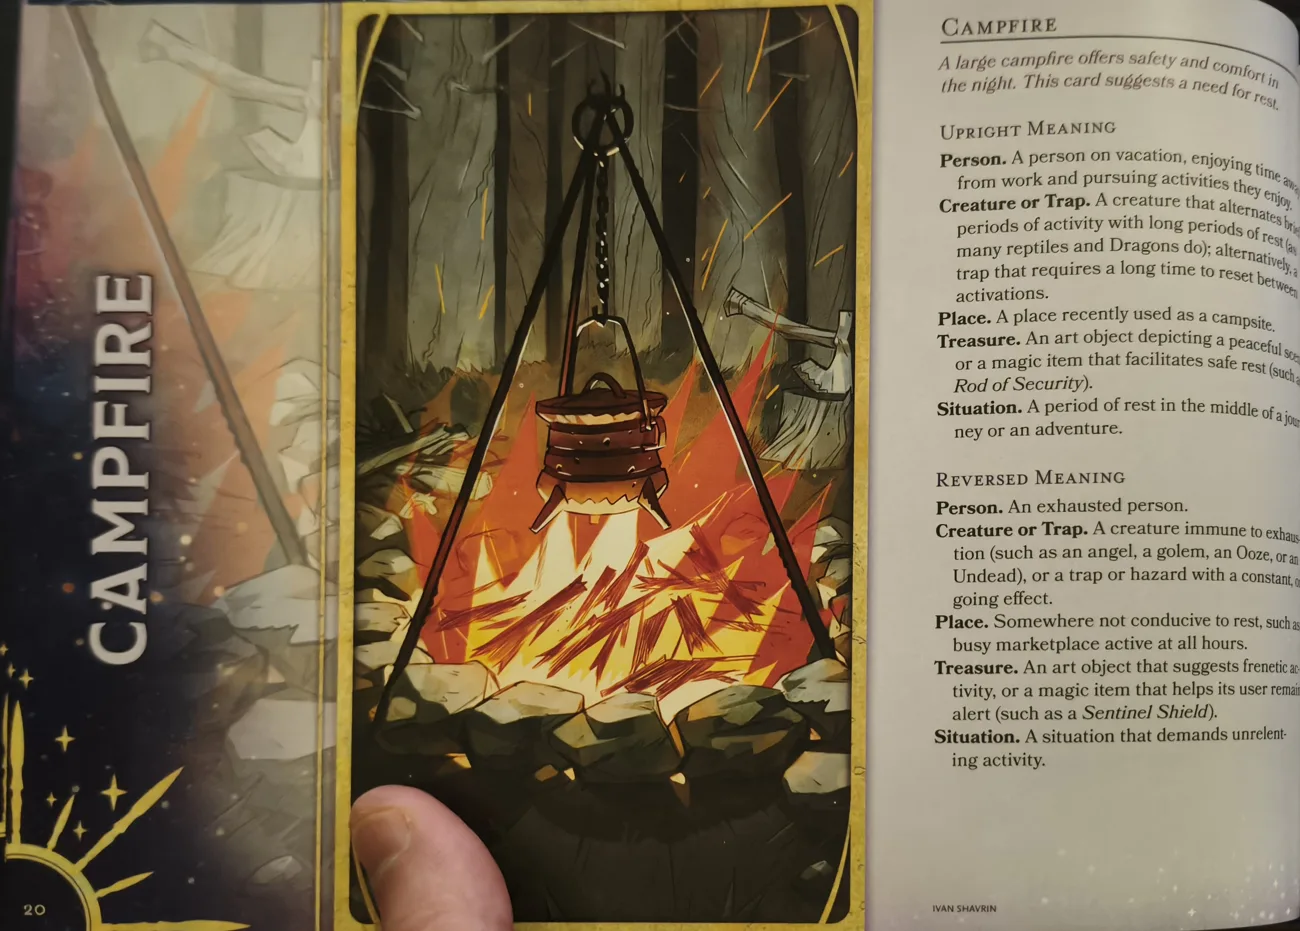 CAMPFIRE
20
CAMPFIRE
A large campfire offers safety and comfort in
the night. This card suggests a need for rest.
UPRIGHT MEANING
Person. A person on vacation, enjoying time
from work and pursuing activities they enjoy.
Creature or Trap. A creature that alternates
periods of activity with long periods of rest (as
many reptiles and Dragons do); alternatively, a
trap that requires a long time to reset between
activations.
Place. A place recently used as a campsite.
Treasure. An art object depicting a peaceful
or a magic item that facilitates safe rest (such
Rod of Security).
Situation. A period of rest in the middle of a jour
ney or an adventure.
REVERSED MEANING
Person. An exhausted person.
Creature or Trap. A creature immune to exhaus
tion (such as an angel, a golem, an Ooze, or an
Undead), or a trap or hazard with a constant,
going effect.
Place. Somewhere not conducive to rest, such as
busy marketplace active at all hours.
Treasure. An art object that suggests frenetic ac-
tivity, or a magic item that helps its user remain
alert (such as a Sentinel Shield).
Situation. A situation that demands unrelent-
ing activity.
IVAN SHAVRIN